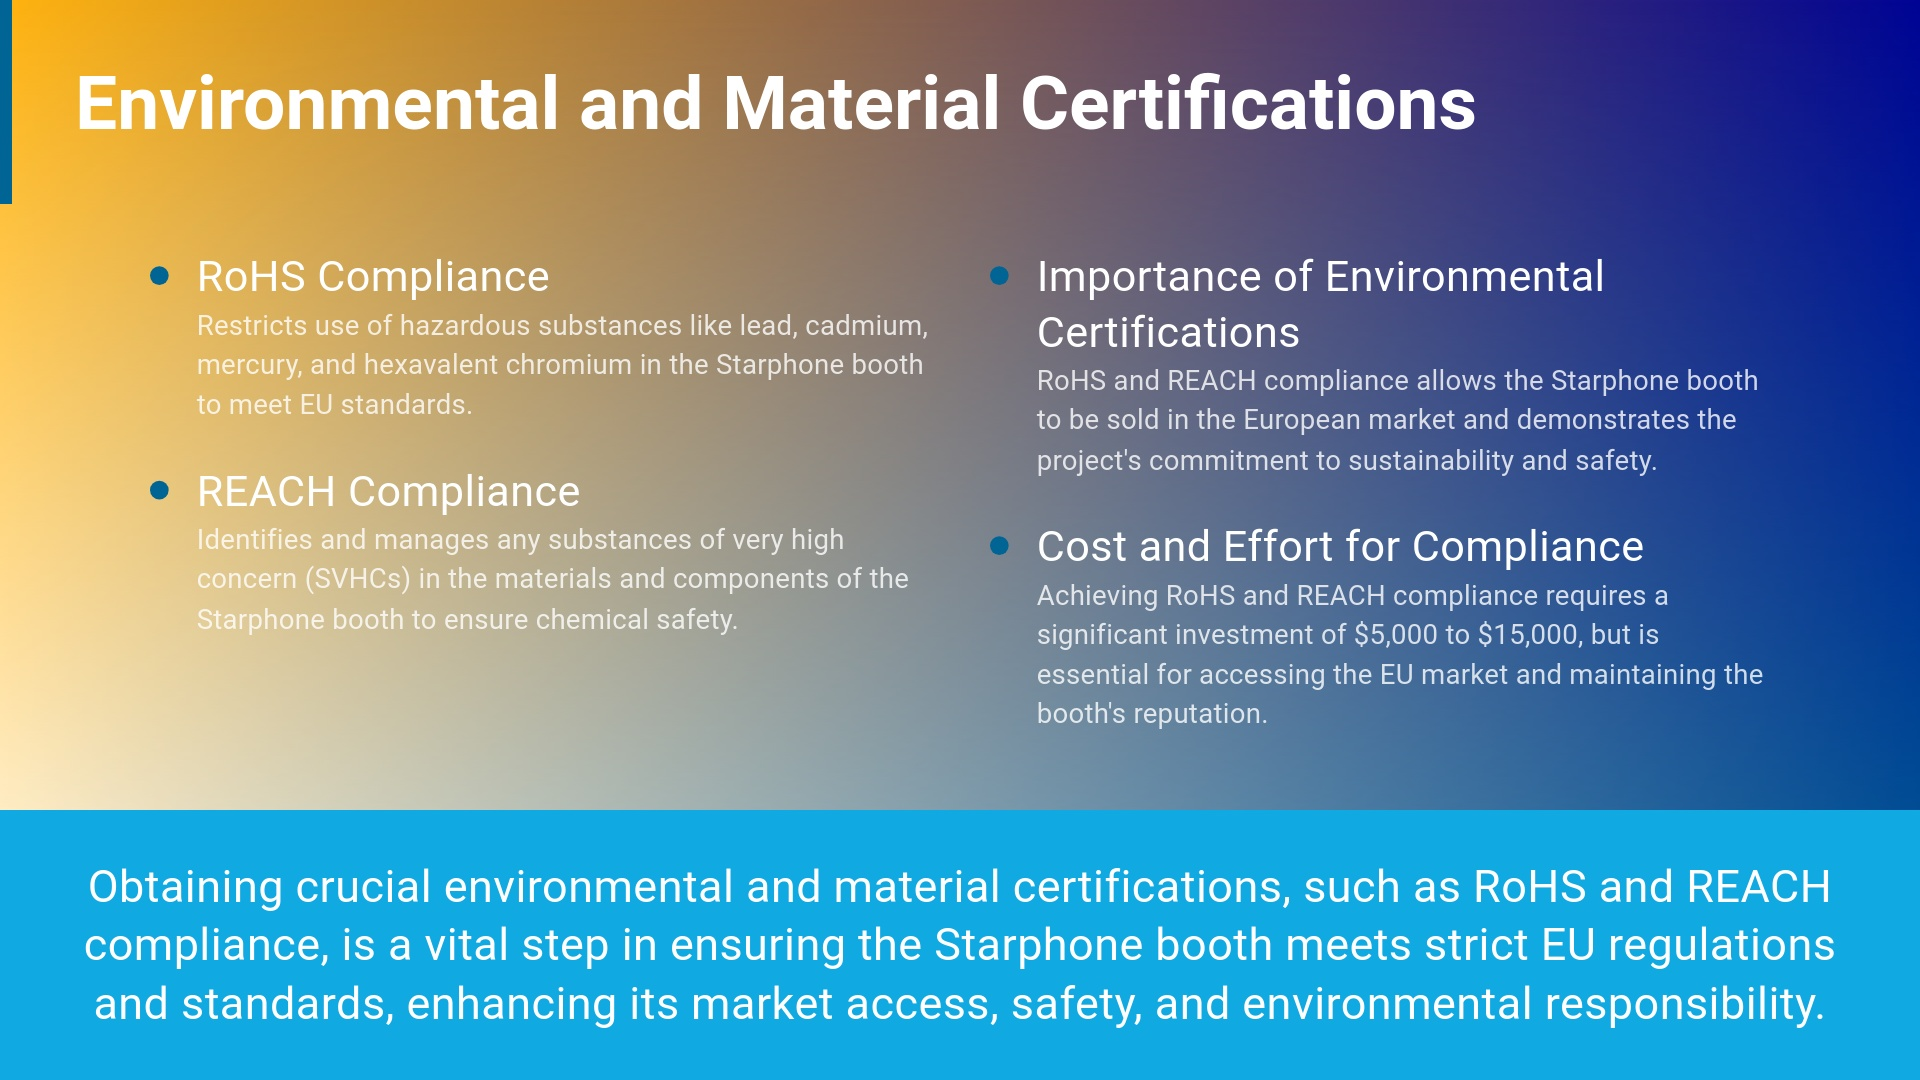 Environmental and Material Certifications
RoHS Compliance
Restricts use of hazardous substances like lead, cadmium,
mercury, and hexavalent chromium in the Starphone booth
to meet EU standards.
REACH Compliance
Identifies and manages any substances of very high
concern (SVHCs) in the materials and components of the
Starphone booth to ensure chemical safety.
Importance of Environmental
Certifications
RoHS and REACH compliance allows the Starphone booth
to be sold in the European market and demonstrates the
project's commitment to sustainability and safety.
Cost and Effort for Compliance
Achieving RoHS and REACH compliance requires a
significant investment of $5,000 to $15,000, but is
essential for accessing the EU market and maintaining the
booth's reputation.
Obtaining crucial environmental and material certifications, such as RoHS and REACH
compliance, is a vital step in ensuring the Starphone booth meets strict EU regulations
and standards, enhancing its market access, safety, and environmental responsibility.